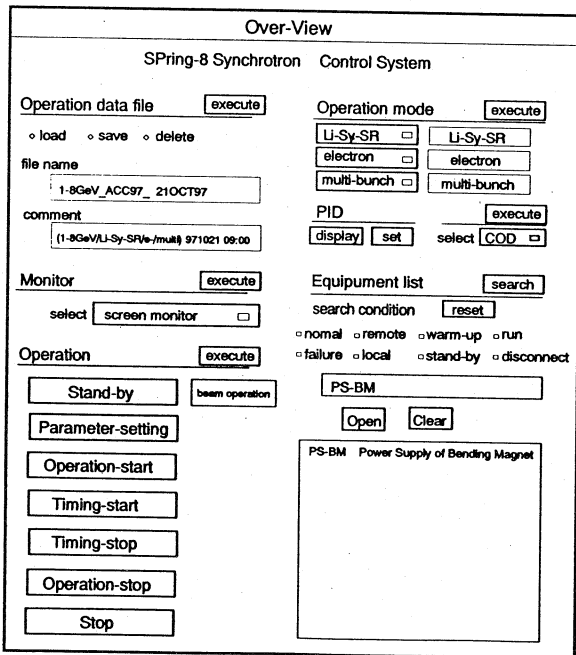 Over-View
SPring-8 Synchrotron Control System
Operation data file execute
load save delete
file name
1-8GeV_ACC97_ 21OCT97
comment
(1-8GeV/Li-Sy-SR/e-/multi) 971021 09:00
Monitor execute
select screen monitor
Operation execute
Stand-by beam operation
Parameter-setting
Operation-start
Timing-start
Timing-stop
Operation-stop
Stop
Operation mode execute
Li-Sy-SR Li-Sy-SR
electron electron
multi-bunch multi-bunch
PID execute
display set select COD
Equipument list search
search condition reset
nomal remote warm-up run
failure local stand-by disconnect
PS-BM
Open Clear
PS-BM Power Supply of Bending Magnet